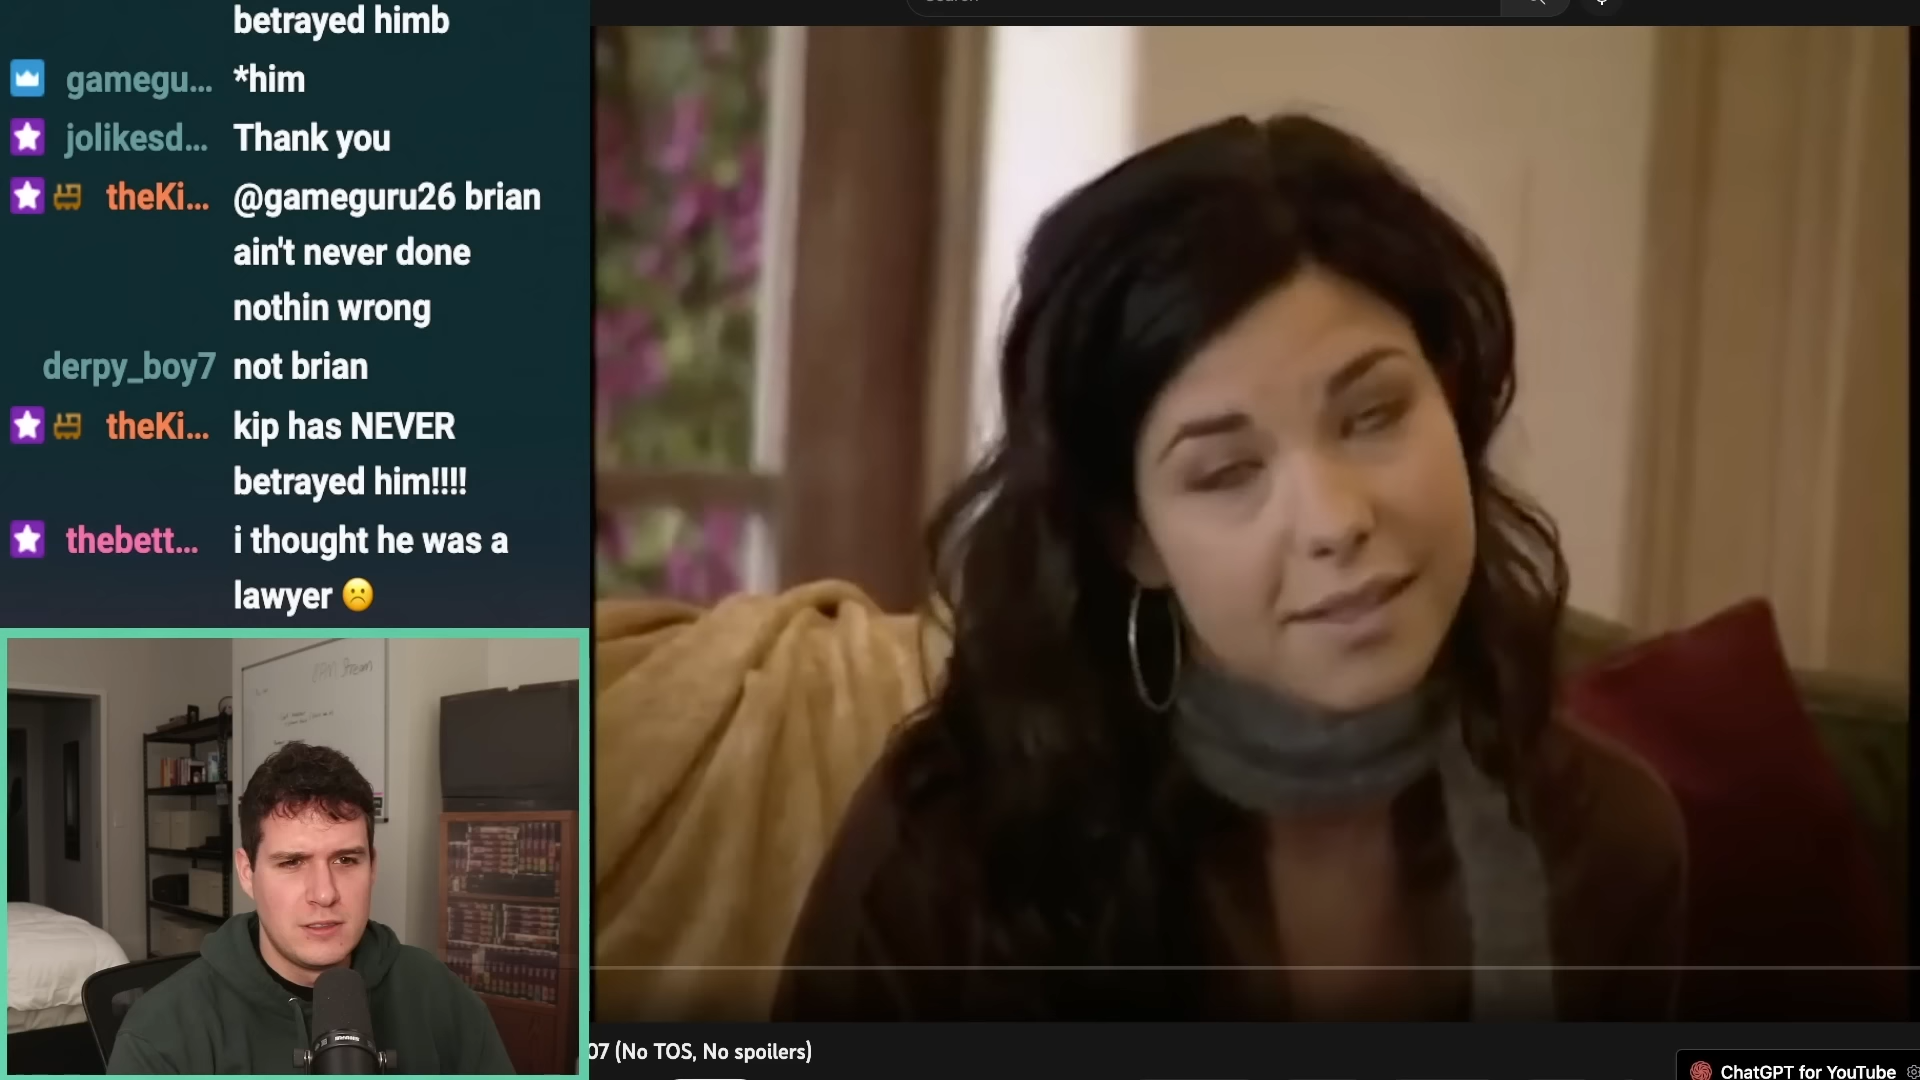 betrayed himb
gamegu... *him
jolikesd... Thank you
theKi... @gameguru26 brian
ain't never done
nothin wrong
derpy_boy7 not brian
theKi... kip has NEVER
betrayed him!!!!
thebett... i thought he was a
lawyer ☹️
07 (No TOS, No spoilers)
ChatGPT for YouTube